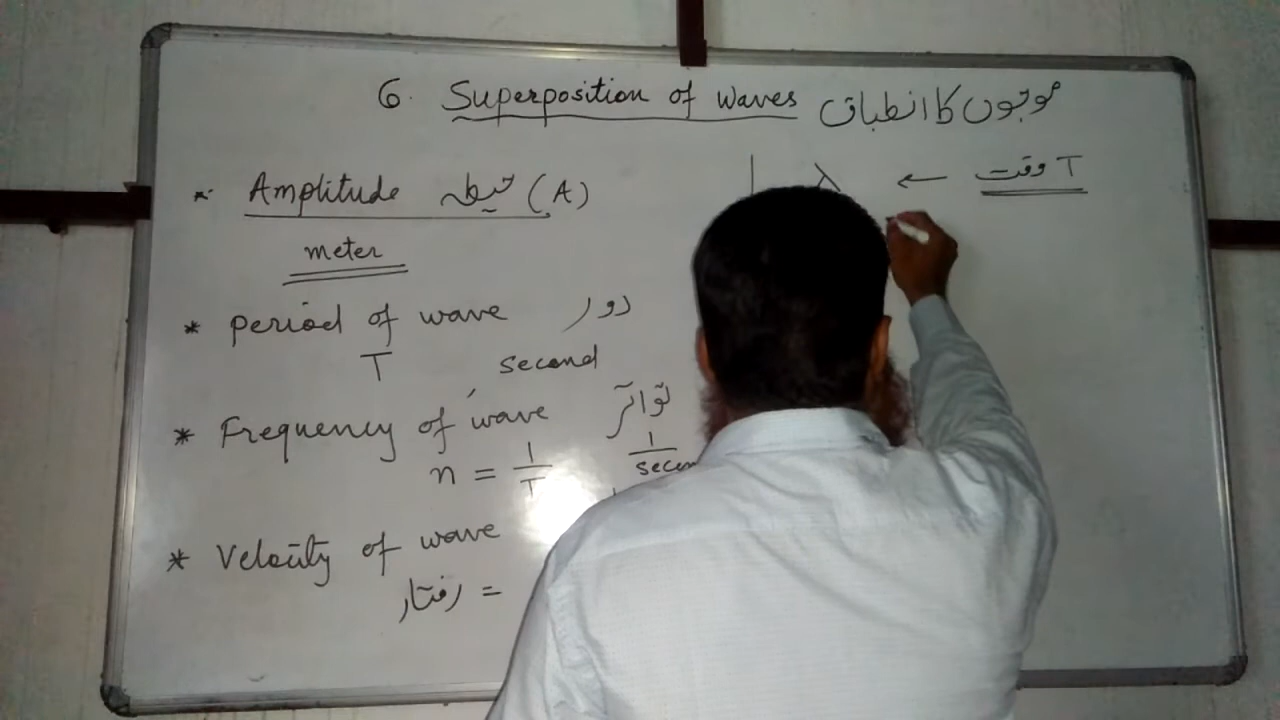 6. Superposition of waves موجوں کا انطباق
* Amplitude حیطہ (A)
meter
* Period of wave دور
T second
* Frequency of wave تواتر
n = 1/T 1/secon
* Velocity of wave
رفتار =
λ ← وقت T